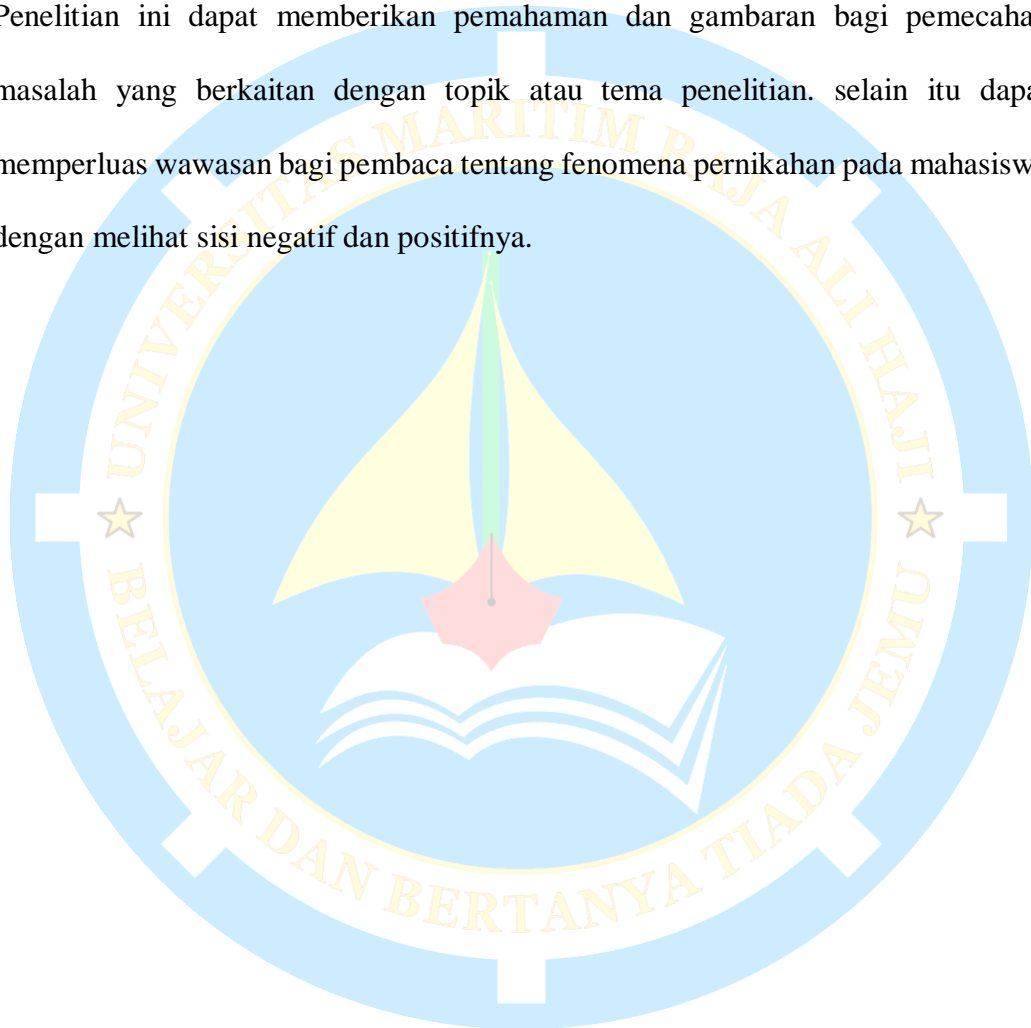 Penelitian ini dapat memberikan pemahaman dan gambaran bagi pemecaha
masalah yang berkaitan dengan topik atau tema penelitian. selain itu dapa
memperluas wawasan bagi pembaca tentang fenomena pernikahan pada mahasisw
dengan melihat sisi negatif dan positifnya.
UNIVERSITAS MARITIM RAJA ALI HAJI
BELAJAR DAN BERTANYA TIADA JEMU